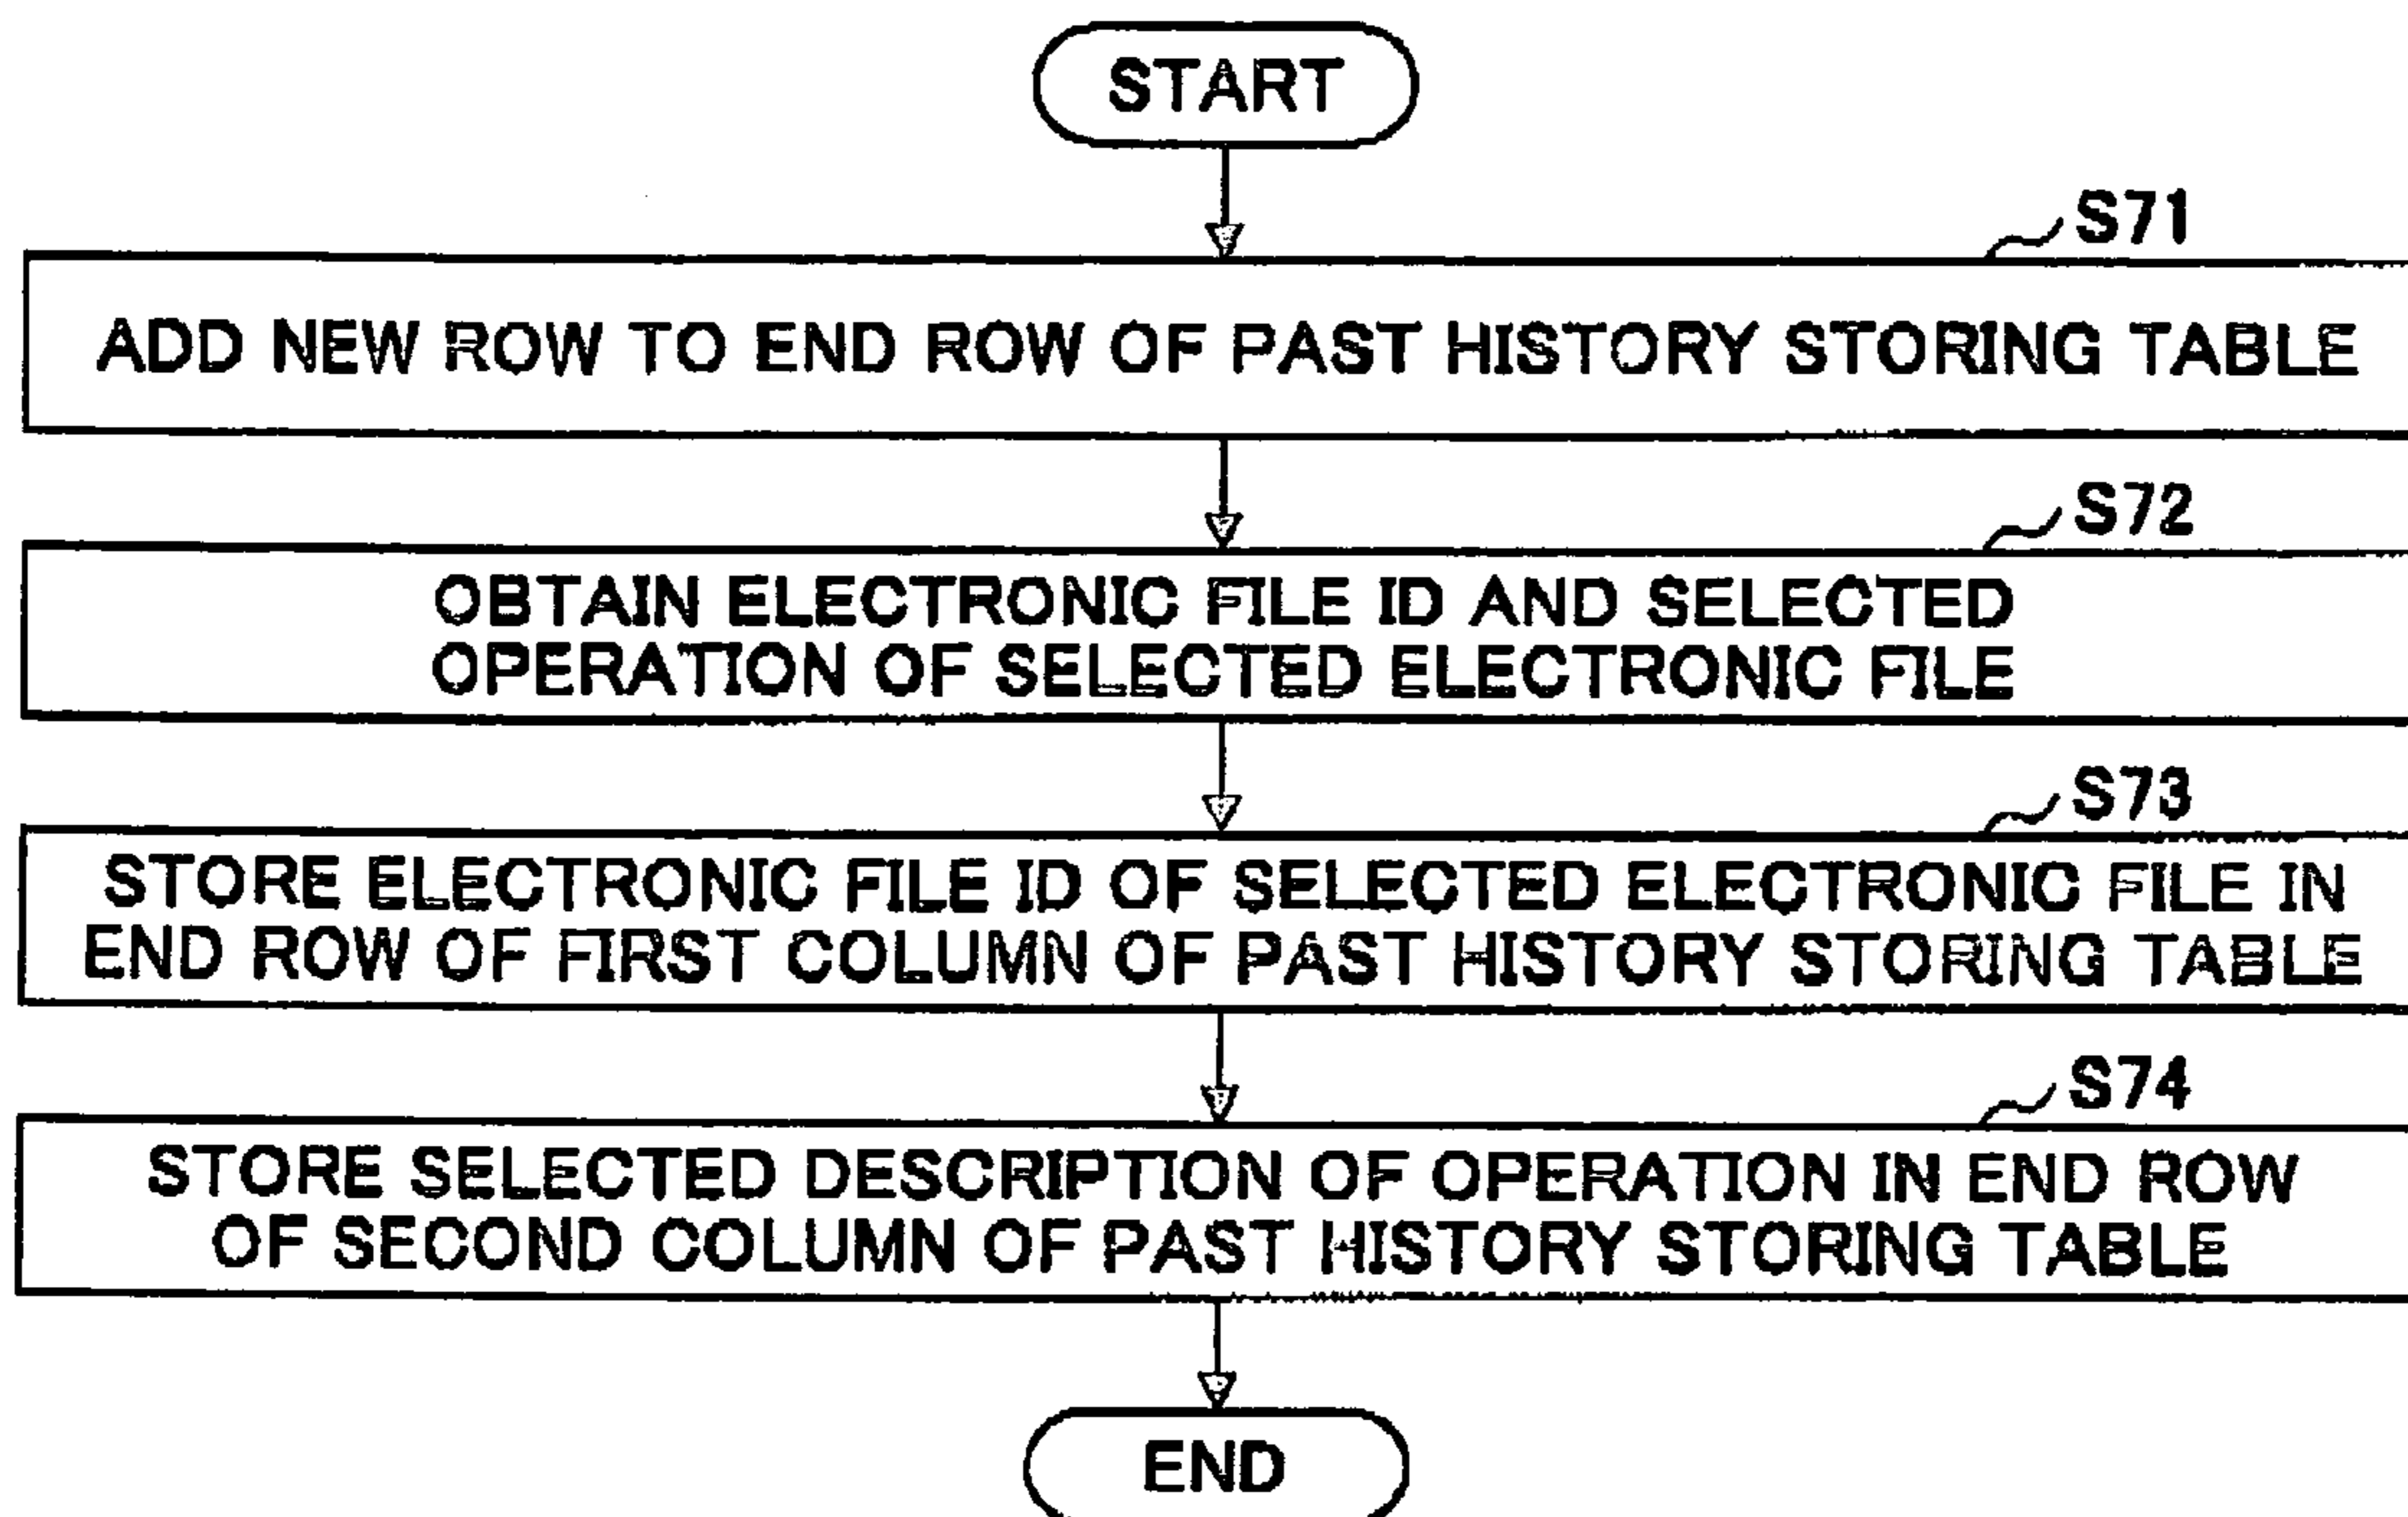 START
S71
ADD NEW ROW TO END ROW OF PAST HISTORY STORING TABLE
S72
OBTAIN ELECTRONIC FILE ID AND SELECTED
OPERATION OF SELECTED ELECTRONIC FILE
S73
STORE ELECTRONIC FILE ID OF SELECTED ELECTRONIC FILE IN
END ROW OF FIRST COLUMN OF PAST HISTORY STORING TABLE
S74
STORE SELECTED DESCRIPTION OF OPERATION IN END ROW
OF SECOND COLUMN OF PAST HISTORY STORING TABLE
END